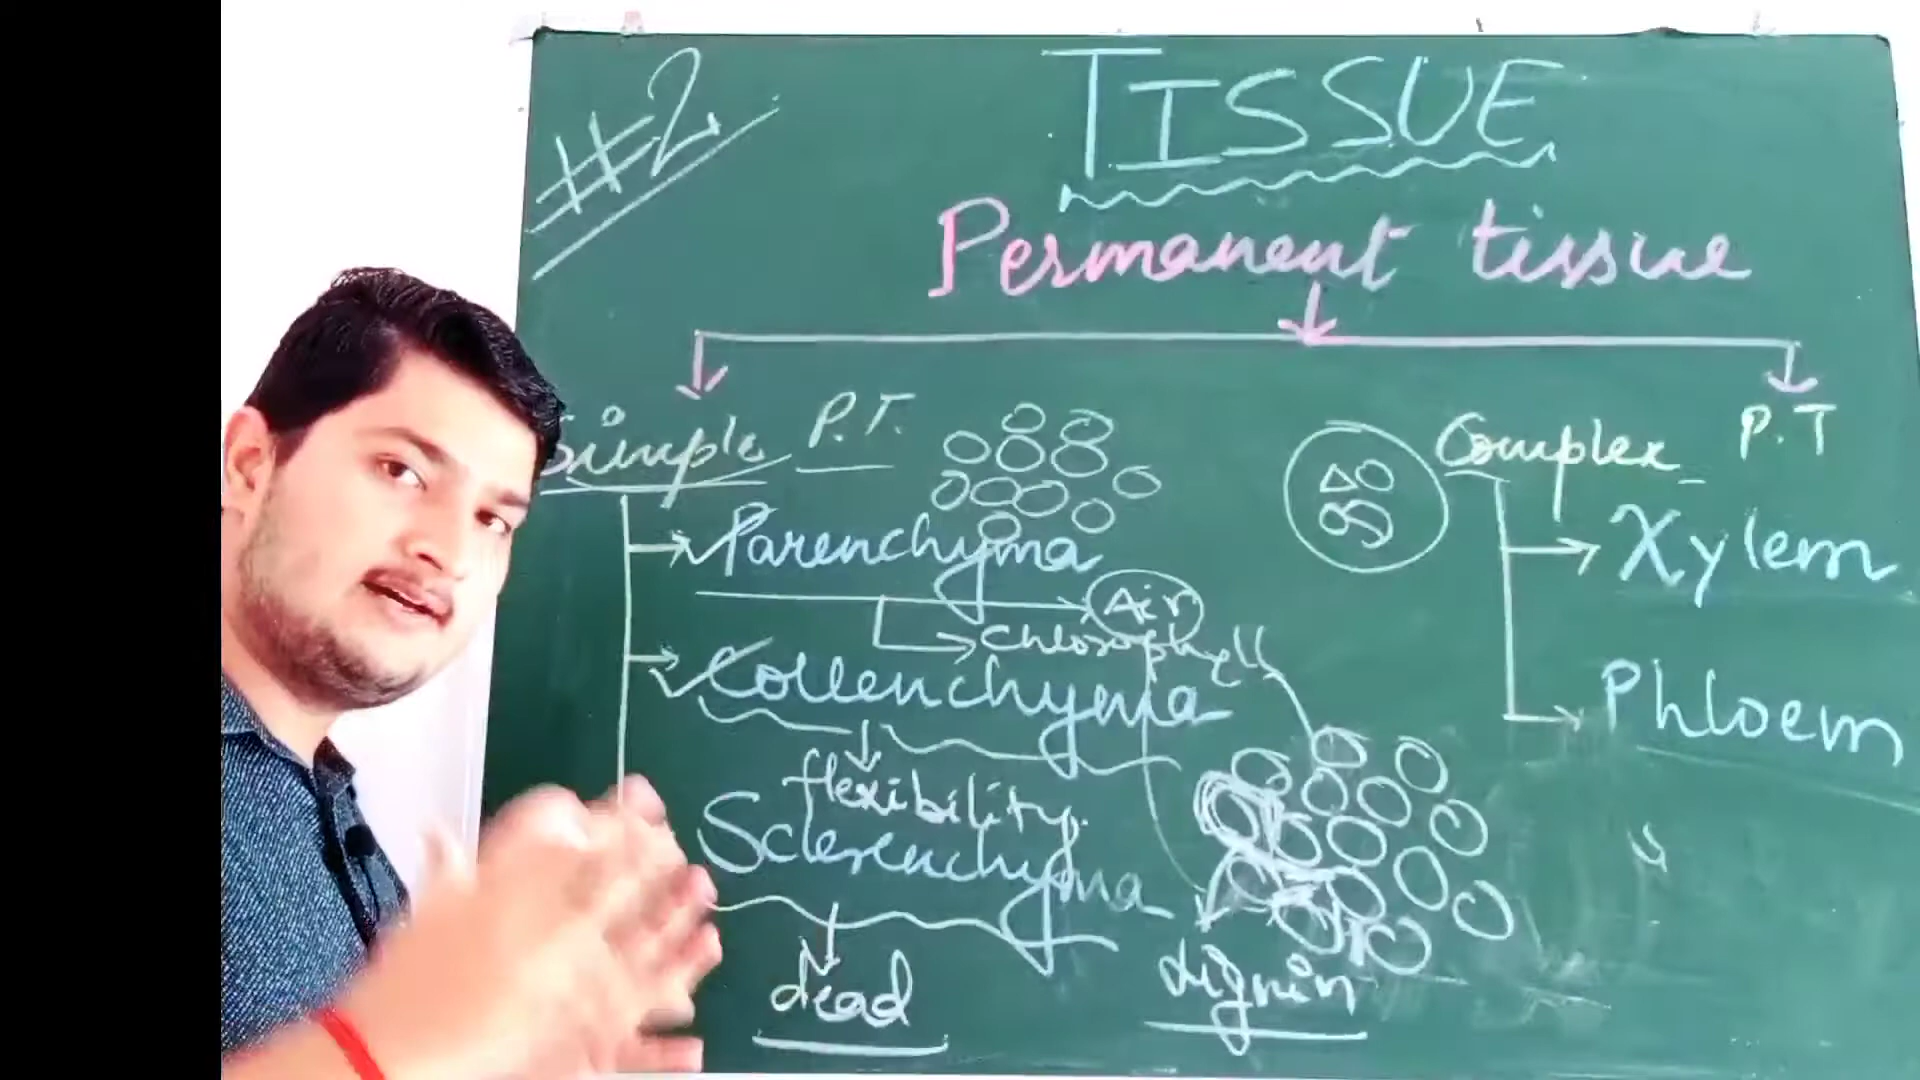 #2
TISSUE
Permanent tissue
Simple P.T.
Complex P.T
Parenchyma
Air
Chlorophyll
Collenchyma
flexibility
Sclerenchyma
dead
Lignin
Xylem
Phloem